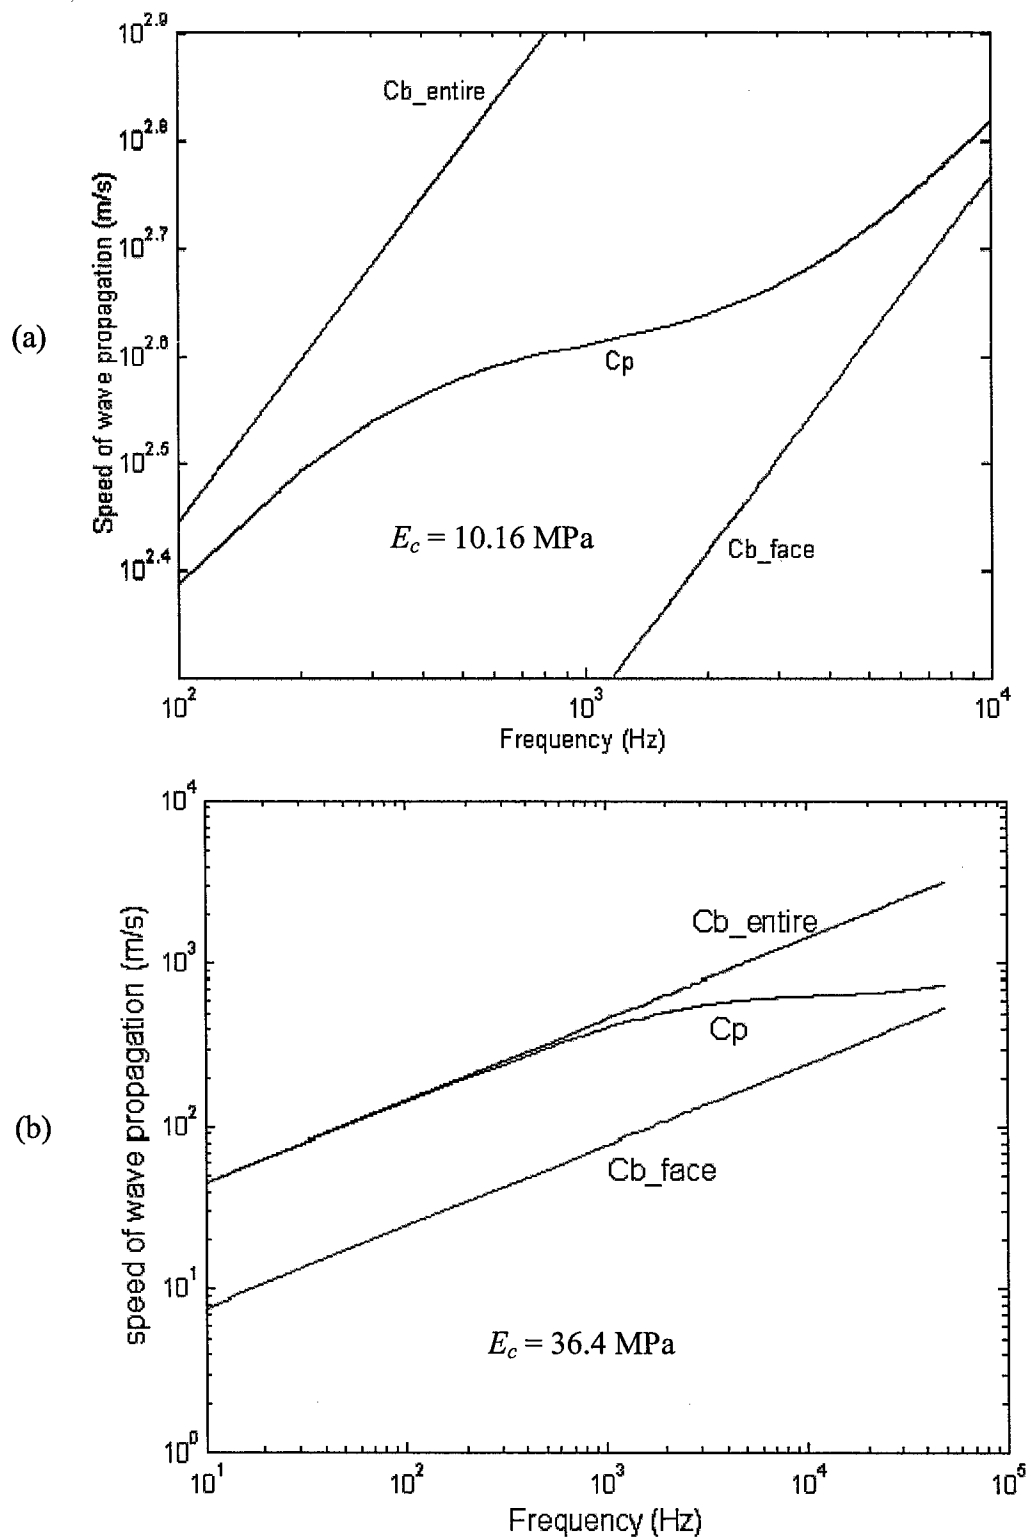 (a)
Speed of wave propagation (m/s)
10^2.9
10^2.8
10^2.7
10^2.6
10^2.5
10^2.4
Cb_entire
Cp
Cb_face
E_c = 10.16 MPa
10^2
10^3
10^4
Frequency (Hz)
(b)
speed of wave propagation (m/s)
10^4
10^3
10^2
10^1
10^0
Cb_entire
Cp
Cb_face
E_c = 36.4 MPa
10^1
10^2
10^3
10^4
10^5
Frequency (Hz)